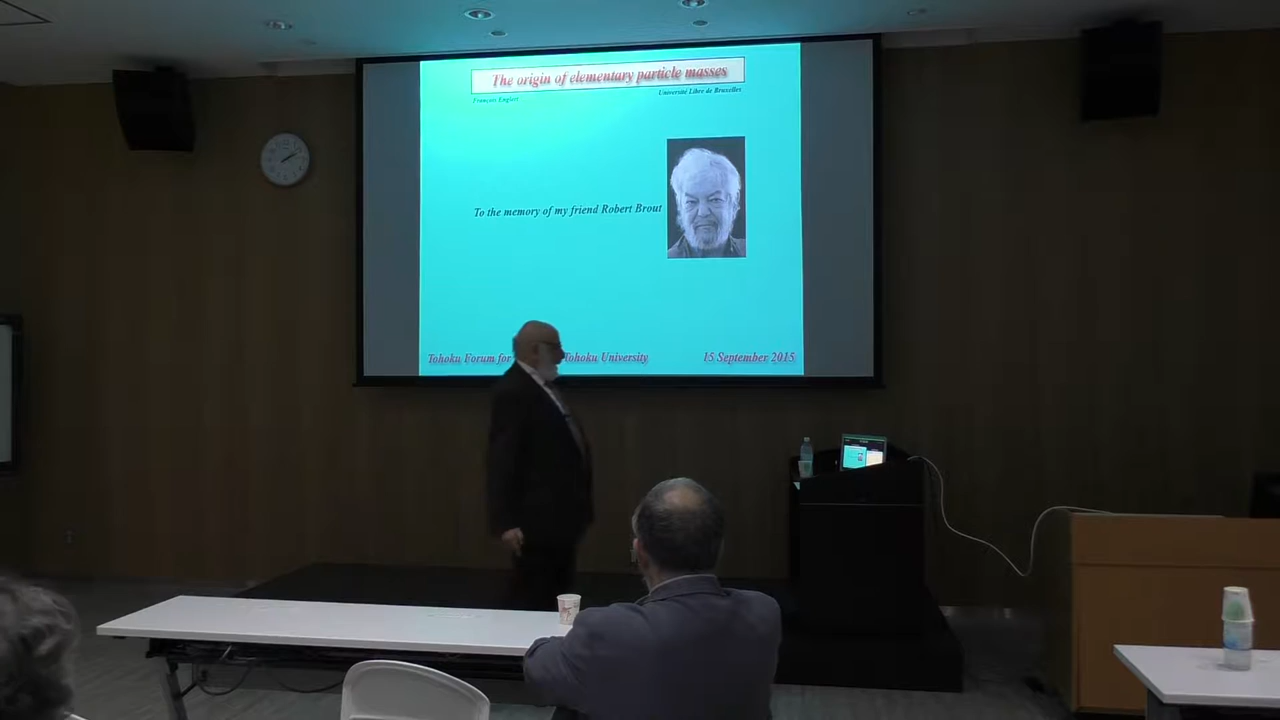 The origin of elementary particle masses
François Englert
Université Libre de Bruxelles
To the memory of my friend Robert Brout
Tohoku Forum for Tohoku University
15 September 2015